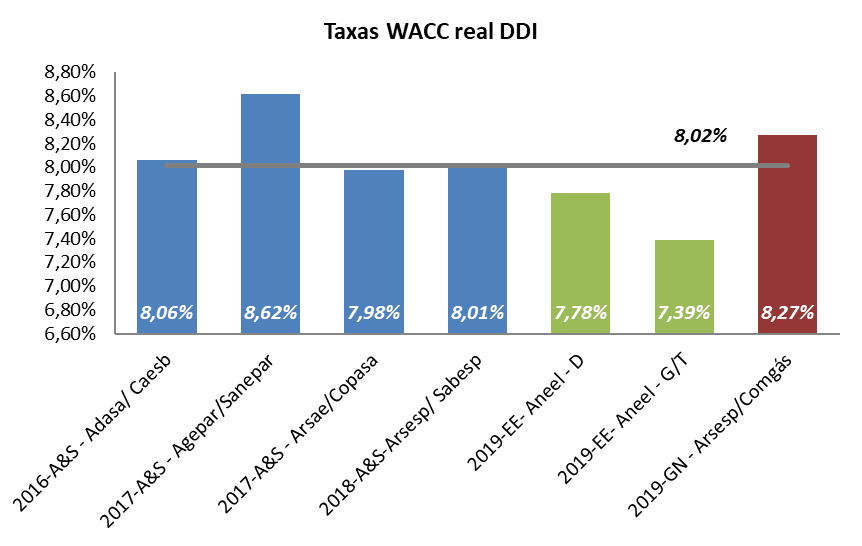 Taxas WACC real DDI
8,80%
8,60%
8,40%
8,20%
8,00%
7,80%
7,60%
7,40%
7,20%
7,00%
6,80%
6,60%
8,02%
8,06%
8,62%
7,98%
8,01%
7,78%
7,39%
8,27%
2016-A&S - Adasa/ Caesb
2017-A&S - Agepar/Sanepar
2017-A&S - Arsae/Copasa
2018-A&S-Arsesp/ Sabesp
2019-EE- Aneel - D
2019-EE- Aneel - G/T
2019-GN - Arsesp/Comgás